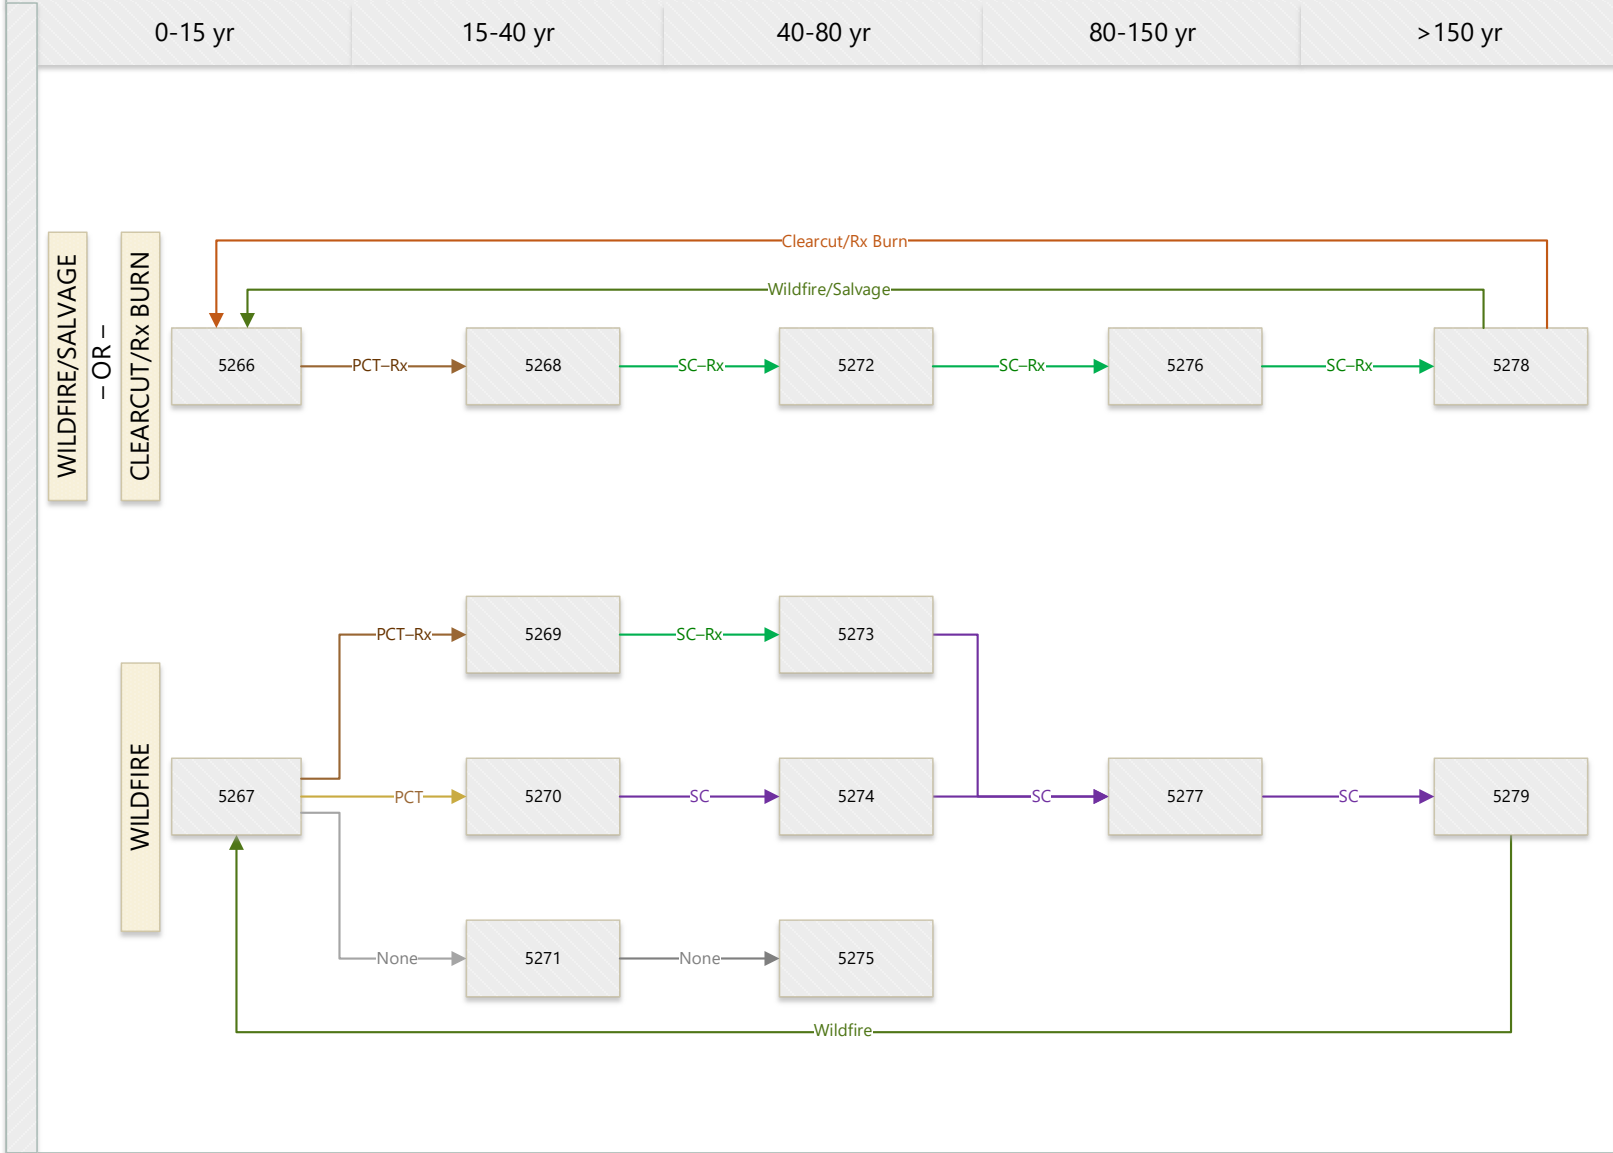 0-15 yr
15-40 yr
40-80 yr
80-150 yr
>150 yr
WILDFIRE/SALVAGE
– OR –
CLEARCUT/Rx BURN
Clearcut/Rx Burn
Wildfire/Salvage
5266
PCT–Rx
5268
SC–Rx
5272
SC–Rx
5276
SC–Rx
5278
WILDFIRE
PCT–Rx
5269
SC–Rx
5273
5267
PCT
5270
SC
5274
SC
5277
SC
5279
None
5271
None
5275
Wildfire